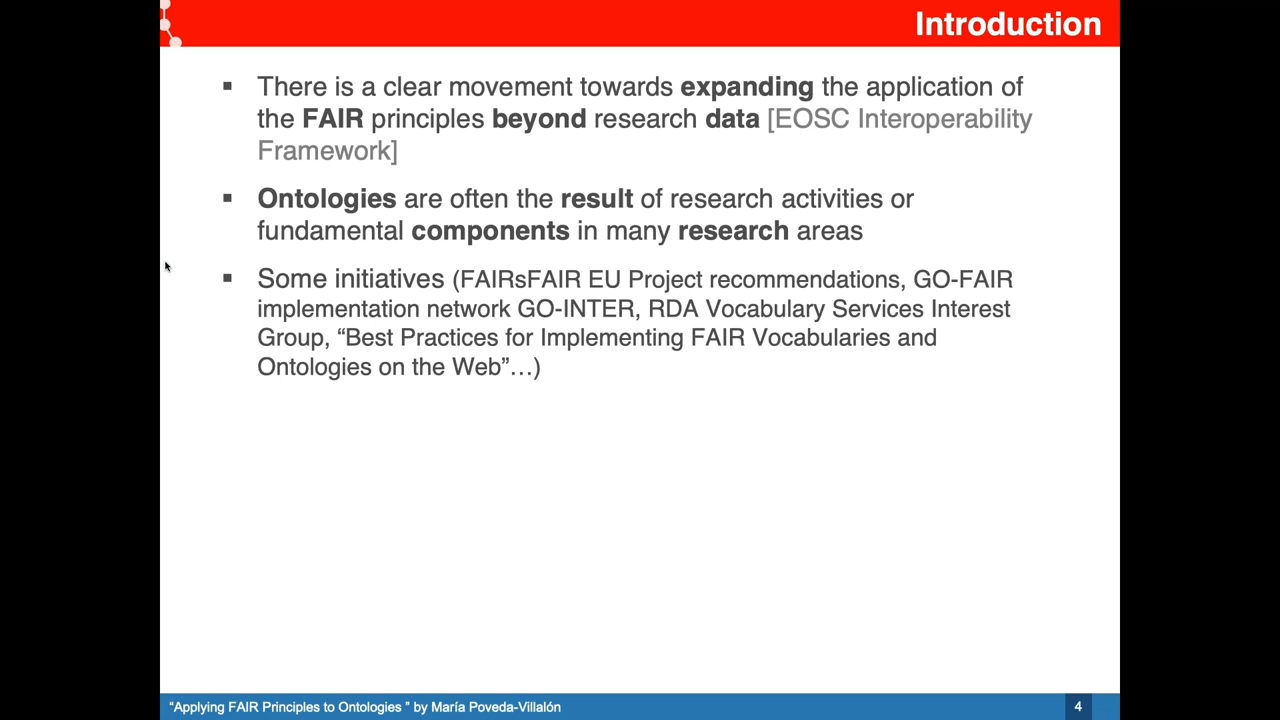 Introduction
▪ There is a clear movement towards expanding the application of
the FAIR principles beyond research data [EOSC Interoperability
Framework]
▪ Ontologies are often the result of research activities or
fundamental components in many research areas
▪ Some initiatives (FAIRsFAIR EU Project recommendations, GO-FAIR
implementation network GO-INTER, RDA Vocabulary Services Interest
Group, “Best Practices for Implementing FAIR Vocabularies and
Ontologies on the Web”…)
“Applying FAIR Principles to Ontologies ” by María Poveda-Villalón
4